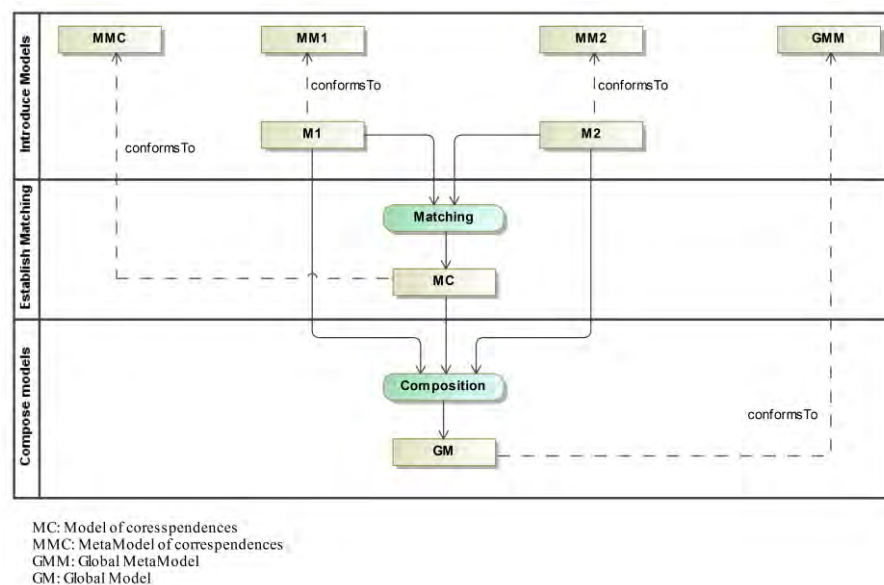 Introduce Models
MMC
MM1
MM2
GMM
conformsTo
conformsTo
conformsTo
M1
M2
Establish Matching
Matching
MC
Compose models
Composition
conformsTo
GM
MC: Model of coresspendences
MMC: MetaModel of correspendences
GMM: Global MetaModel
GM: Global Model